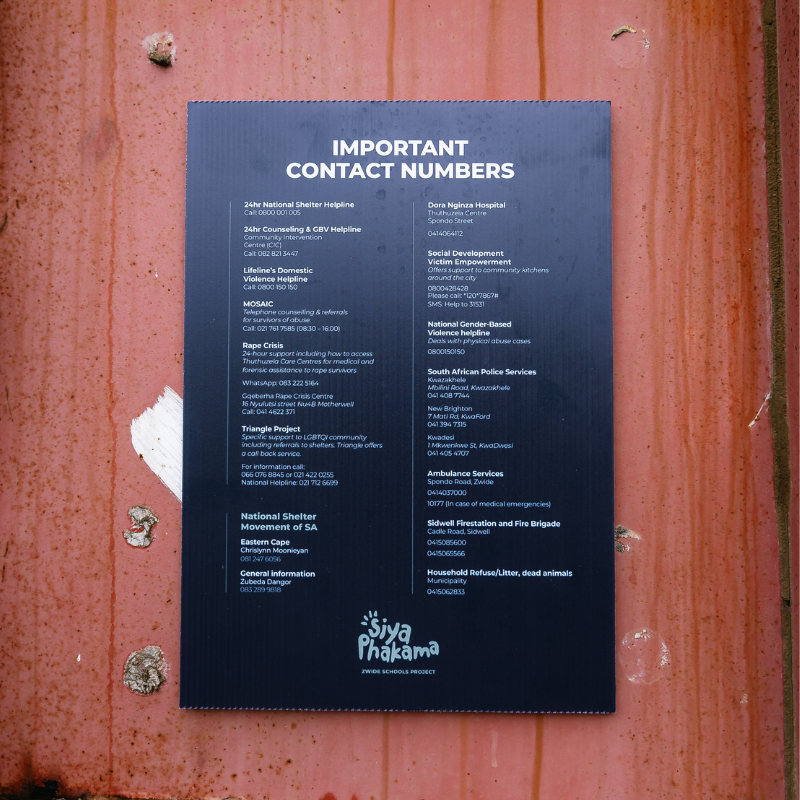 IMPORTANT
CONTACT NUMBERS
24hr National Shelter Helpline
Call: 0800 001 005
24hr Counseling & GBV Helpline
Community Intervention
Centre (CIC)
Call: 082 821 3447
Lifeline's Domestic
Violence Helpline
Call: 0800 150 150
MOSAIC
Telephone counselling & referrals
for survivors of abuse.
Call: 021 761 7585 (08:30 - 16:00)
Rape Crisis
24-hour support including how to access
Thuthuzela Care Centres for medical and
forensic assistance to rape survivors
WhatsApp: 083 222 5164
Gqeberha Rape Crisis Centre
16 Nyulutsi street Nu4B Motherwell
Call: 041 4622 371
Triangle Project
Specific support to LGBTQI community
including referrals to shelters. Triangle offers
a call back service.
For information call:
066 076 8845 or 021 422 0255
National Helpline: 021 712 6699
National Shelter
Movement of SA
Eastern Cape
Chrislynn Moonieyan
081 247 6056
General information
Zubeda Dangor
083 289 9818
Dora Nginza Hospital
Thuthuzela Centre
Spondo Street
0414064112
Social Development
Victim Empowerment
Offers support to community kitchens
around the city
0800428428
Please call: *120*7867#
SMS: Help to 31531
National Gender-Based
Violence helpline
Deals with physical abuse cases
0800150150
South African Police Services
Kwazakhele
Mbilini Road, Kwazakhele
041 408 7744
New Brighton
7 Mati Rd, KwaFord
041 394 7315
Kwadesi
1 Mkwenkwe St, KwaDwesi
041 405 4707
Ambulance Services
Spondo Road, Zwide
0414037000
10177 (In case of medical emergencies)
Sidwell Firestation and Fire Brigade
Cadle Road, Sidwell
0415085600
0415065566
Household Refuse/Litter, dead animals
Municipality
0415062833
Siya
Phakama
ZWIDE SCHOOLS PROJECT